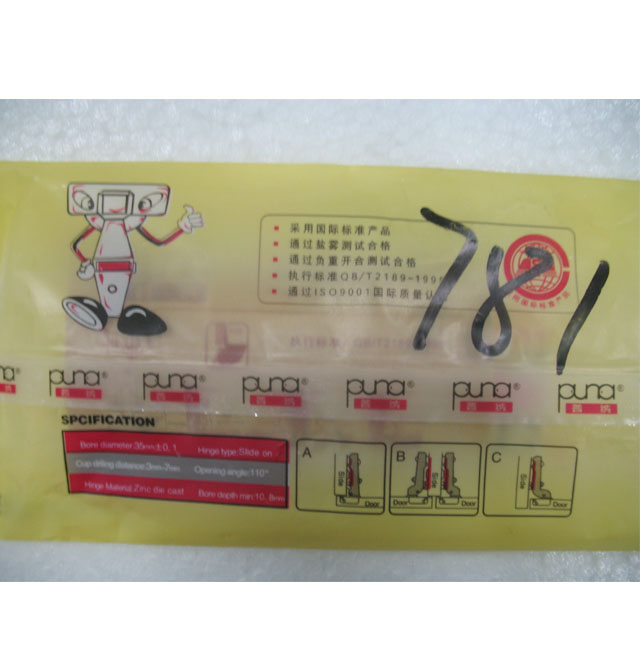 采用国际标准产品
通过盐雾测试合格
通过负重开合测试合格
执行标准QB/T2189-1995
通过ISO9001国际质量认
781
puna® puna® puna® puna® puna® puna®
SPCIFICATION
Bore diameter:35mm±0.1 Hinge type:Slide on
Cup drilling distance:3mm-7mm Opening angle:110°
Hinge Material:Zinc die cast Bore depth min:10.8mm
A B C
Side Side Side
Door Door Door Door